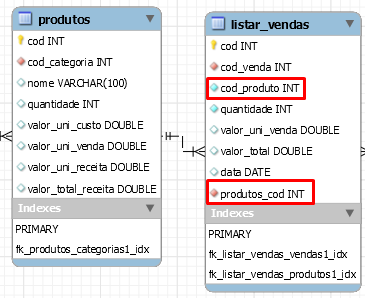 produtos
cod INT
cod_categoria INT
nome VARCHAR(100)
quantidade INT
valor_uni_custo DOUBLE
valor_uni_venda DOUBLE
valor_uni_receita DOUBLE
valor_total_receita DOUBLE
Indexes
PRIMARY
fk_produtos_categorias1_idx
listar_vendas
cod INT
cod_venda INT
cod_produto INT
quantidade INT
valor_uni_venda DOUBLE
valor_total DOUBLE
data DATE
produtos_cod INT
Indexes
PRIMARY
fk_listar_vendas_vendas1_idx
fk_listar_vendas_produtos1_idx